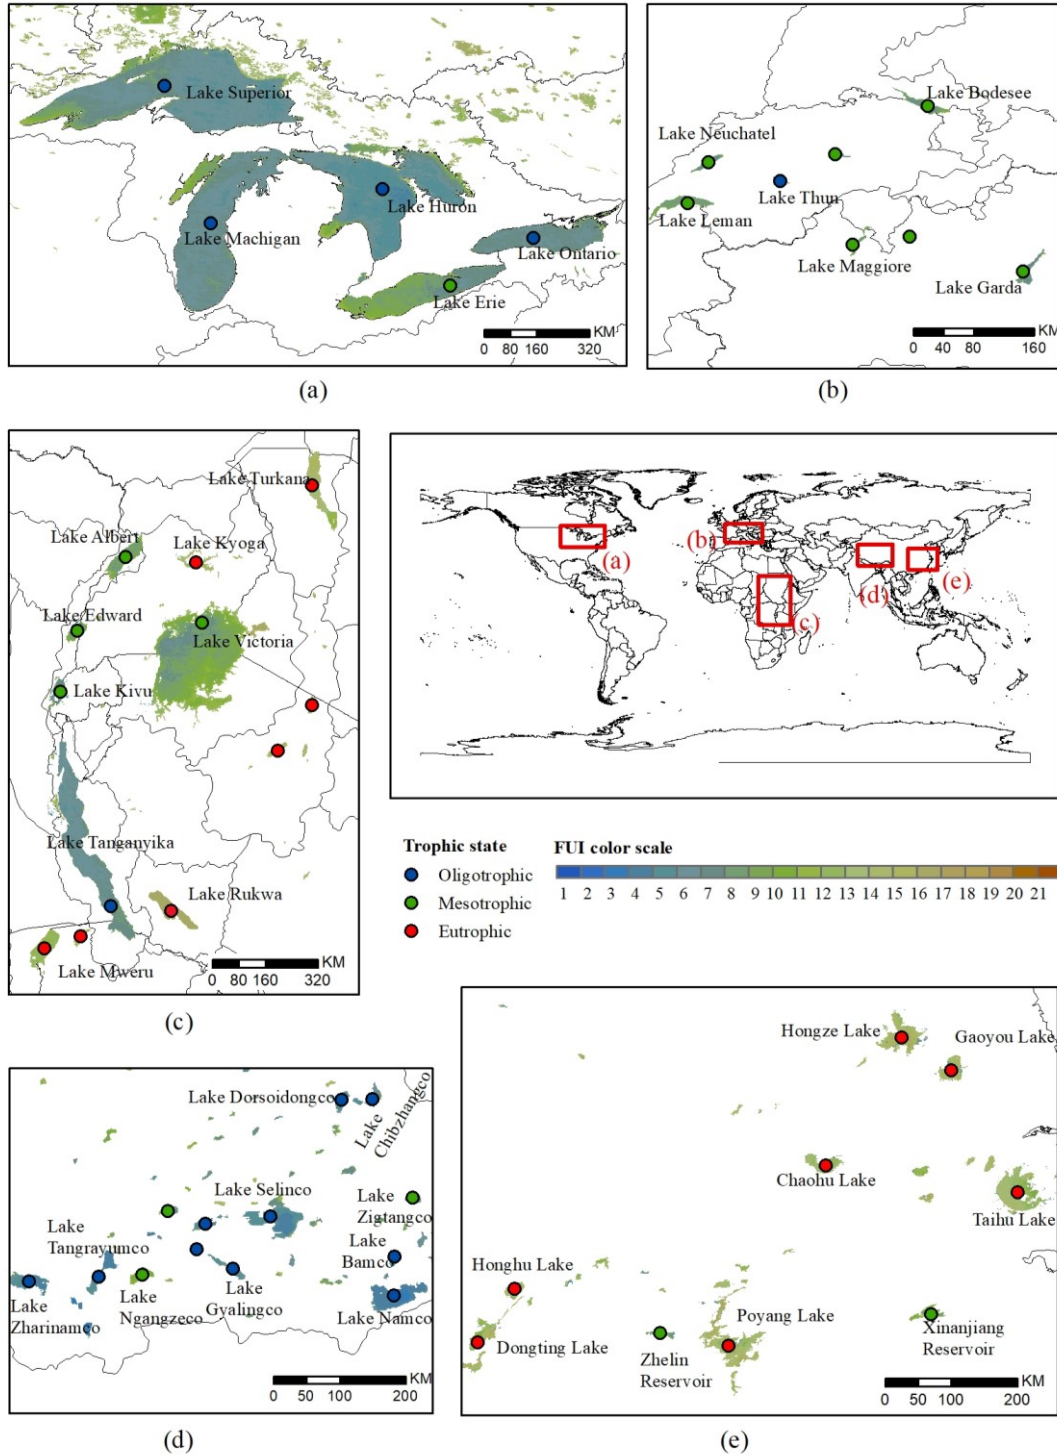 Lake Superior
Lake Huron
Lake Machigan
Lake Ontario
Lake Erie
KM
0 80 160 320
(a)
Lake Bodesee
Lake Neuchatel
Lake Thun
Lake Leman
Lake Maggiore
Lake Garda
KM
0 40 80 160
(b)
Lake Turkana
Lake Albert
Lake Kyoga
Lake Edward
Lake Victoria
Lake Kivu
Lake Tanganyika
Lake Rukwa
Lake Mweru
KM
0 80 160 320
(c)
(a)
(b)
(c)
(d)
(e)
Trophic state
Oligotrophic
Mesotrophic
Eutrophic
FUI color scale
1 2 3 4 5 6 7 8 9 10 11 12 13 14 15 16 17 18 19 20 21
Lake Dorsoidongco
Lake
Chibzhangco
Lake Selinco
Lake
Zigtangco
Lake
Tangrayumco
Lake
Bamco
Lake
Zharinamco
Lake
Ngangzeco
Lake
Gyalingco
Lake Namco
KM
0 50 100 200
(d)
Hongze Lake
Gaoyou Lake
Chaohu Lake
Taihu Lake
Honghu Lake
Poyang Lake
Dongting Lake
Zhelin
Reservoir
Xinanjiang
Reservoir
KM
0 50 100 200
(e)